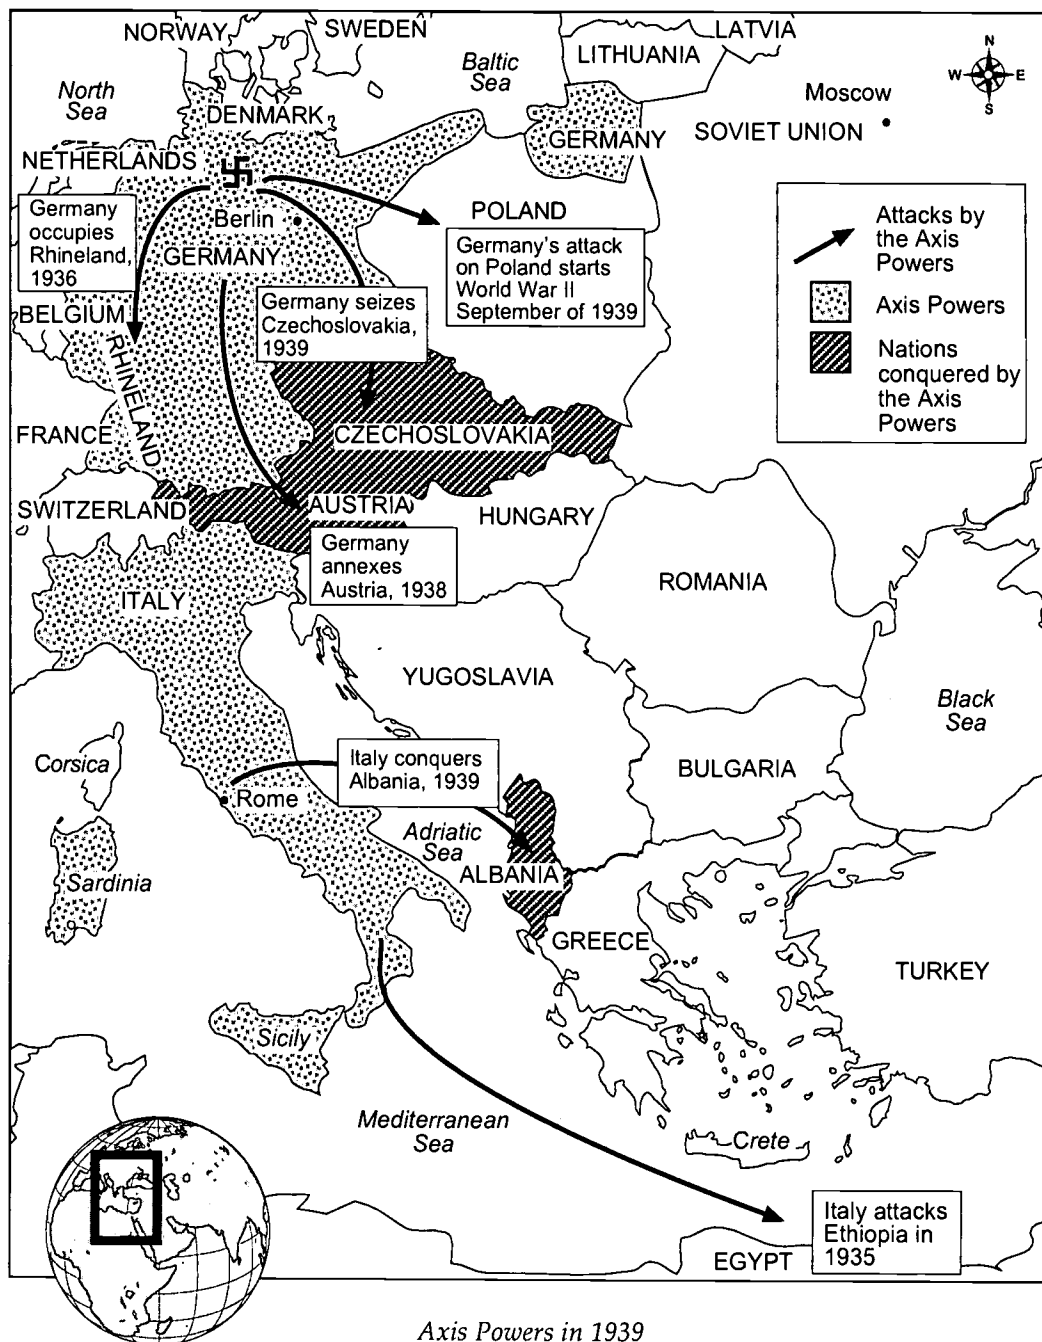 NORWAY
SWEDEN
LATVIA
LITHUANIA
North
Sea
Baltic
Sea
N
W
E
S
Moscow
SOVIET UNION
DENMARK
GERMANY
NETHERLANDS
Germany
occupies
Rhineland,
1936
Berlin
GERMANY
POLAND
Germany's attack
on Poland starts
World War II
September of 1939
Attacks by
the Axis
Powers
Axis Powers
Nations
conquered by
the Axis
Powers
BELGIUM
Germany seizes
Czechoslovakia,
1939
RHINELAND
FRANCE
CZECHOSLOVAKIA
SWITZERLAND
AUSTRIA
HUNGARY
Germany
annexes
Austria, 1938
ITALY
ROMANIA
YUGOSLAVIA
Black
Sea
Corsica
Italy conquers
Albania, 1939
BULGARIA
Rome
Adriatic
Sea
Sardinia
ALBANIA
GREECE
TURKEY
Sicily
Mediterranean
Sea
Crete
Italy attacks
Ethiopia in
1935
EGYPT
Axis Powers in 1939